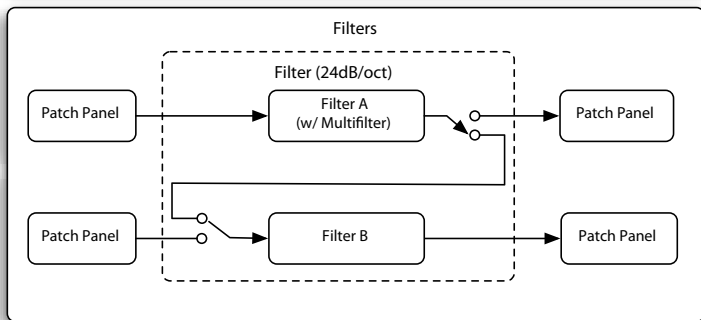 Filters
Filter (24dB/oct)
Patch Panel
Filter A
(w/ Multifilter)
Patch Panel
Patch Panel
Filter B
Patch Panel